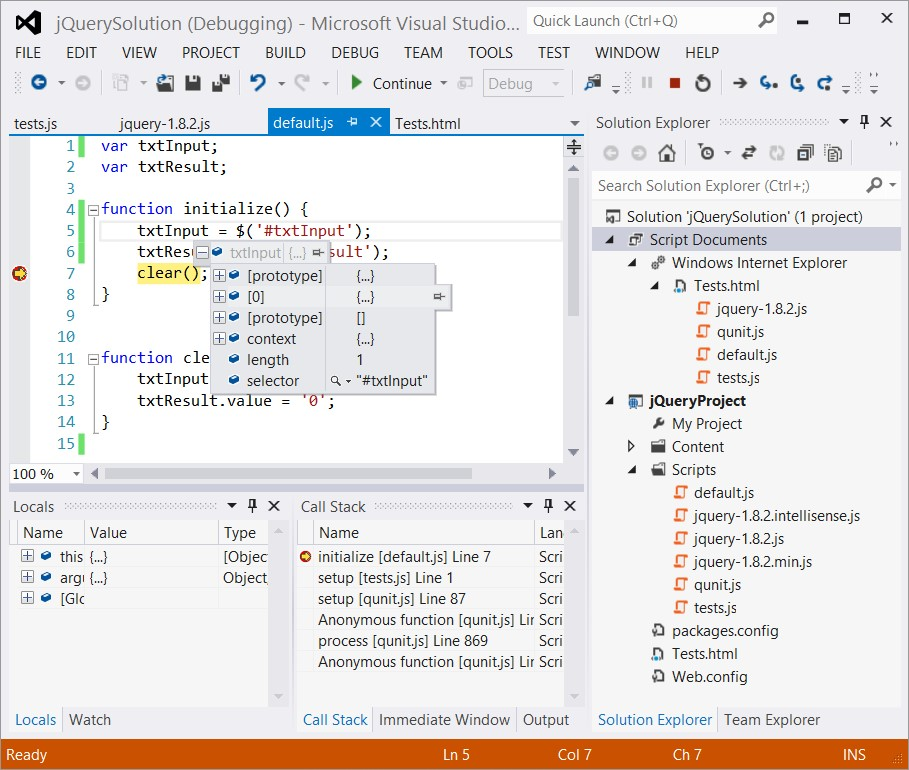 jQuerySolution (Debugging) - Microsoft Visual Studio...
Quick Launch (Ctrl+Q)
FILE EDIT VIEW PROJECT BUILD DEBUG TEAM TOOLS TEST WINDOW HELP
Continue Debug
tests.js jquery-1.8.2.js default.js Tests.html
1 var txtInput;
2 var txtResult;
3
4 function initialize() {
5 txtInput = $('#txtInput');
6 txtResu sult');
txtInput {...}
7 clear();
8 }
9
10
11 function cle
12 txtInput
13 txtResult.value = '0';
14 }
15
[prototype] {...}
[0] {...}
[prototype] []
context {...}
length 1
selector "#txtInput"
100 %
Solution Explorer
Search Solution Explorer (Ctrl+;)
Solution 'jQuerySolution' (1 project)
Script Documents
Windows Internet Explorer
Tests.html
jquery-1.8.2.js
qunit.js
default.js
tests.js
jQueryProject
My Project
Content
Scripts
default.js
jquery-1.8.2.intellisense.js
jquery-1.8.2.js
jquery-1.8.2.min.js
qunit.js
tests.js
packages.config
Tests.html
Web.config
Solution Explorer Team Explorer
Locals
Name Value Type
this {...} [Object
argu {...} Object,
[Glo
Locals Watch
Call Stack
Name Lan
initialize [default.js] Line 7 Scri
setup [tests.js] Line 1 Scri
setup [qunit.js] Line 87 Scri
Anonymous function [qunit.js] Lir Scri
process [qunit.js] Line 869 Scri
Anonymous function [qunit.js] Lir Scri
Call Stack Immediate Window Output
Ready Ln 5 Col 7 Ch 7 INS